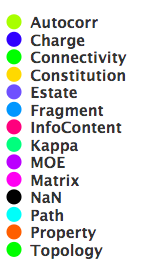 Autocorr
Charge
Connectivity
Constitution
Estate
Fragment
InfoContent
Kappa
MOE
Matrix
NaN
Path
Property
Topology